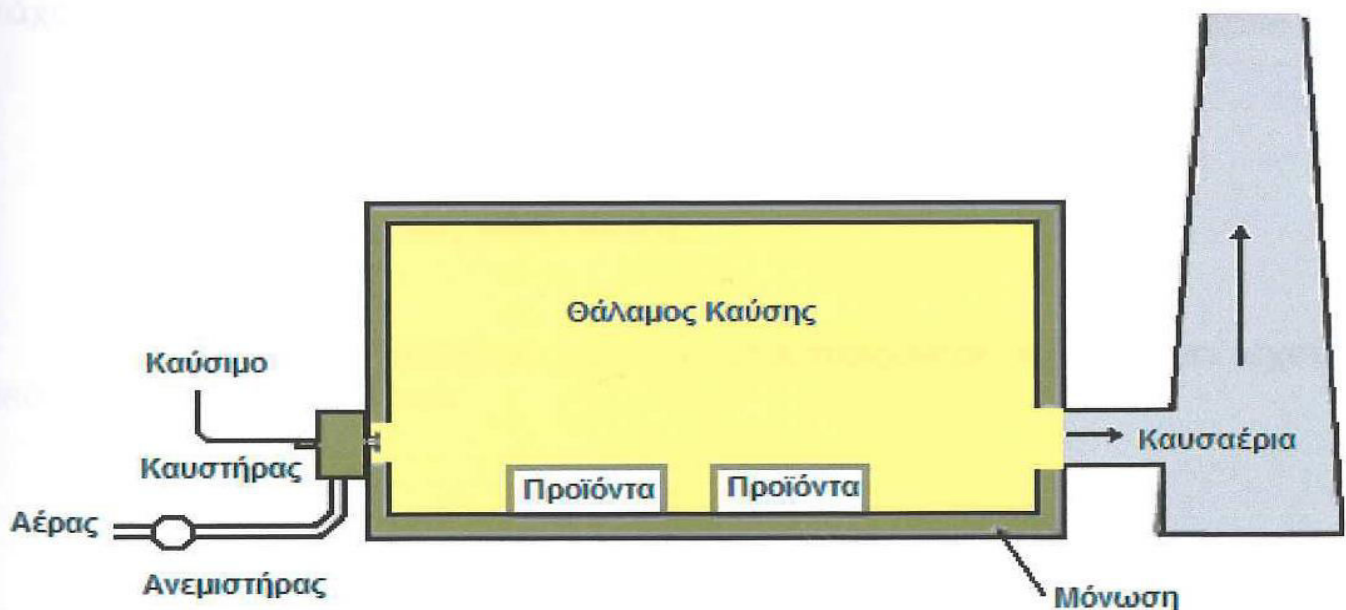 Θάλαμος Καύσης
Καύσιμο
Καυστήρας
Καυσαέρια
Προϊόντα
Προϊόντα
Αέρας
Ανεμιστήρας
Μόνωση